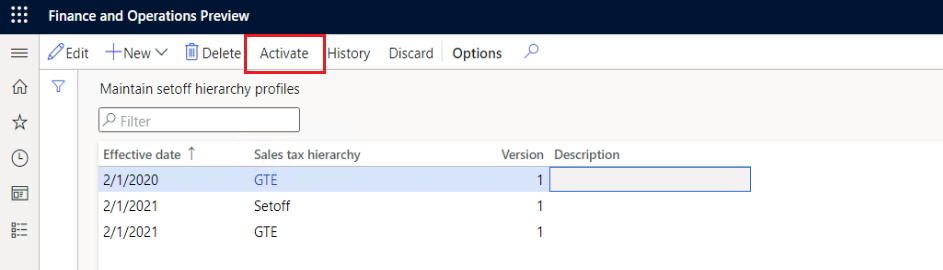 Finance and Operations Preview
Edit New Delete Activate History Discard Options
Maintain setoff hierarchy profiles
Filter
Effective date Sales tax hierarchy Version Description
2/1/2020 GTE 1
2/1/2021 Setoff 1
2/1/2021 GTE 1